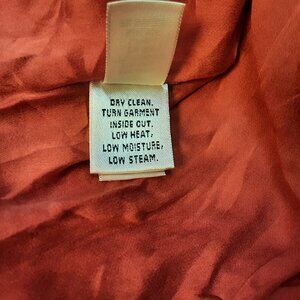 DRY CLEAN.
TURN GARMENT
INSIDE OUT.
LOW HEAT,
LOW MOISTURE,
LOW STEAM.